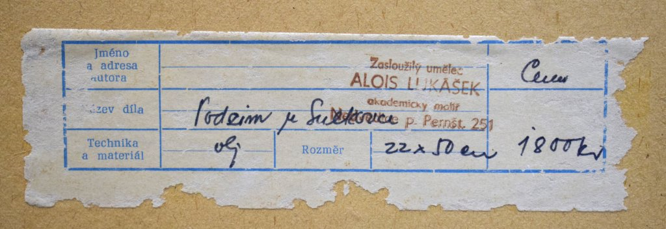 Jméno
a adresa
autora
Zasloužilý umělec
ALOIS LUKÁŠEK
akademický malíř
p. Pernšt. 251
Cena
ázev díla
Podzim u
Technika
a materiál
olej
Rozměr
22 x 50 cm
1800 kčs